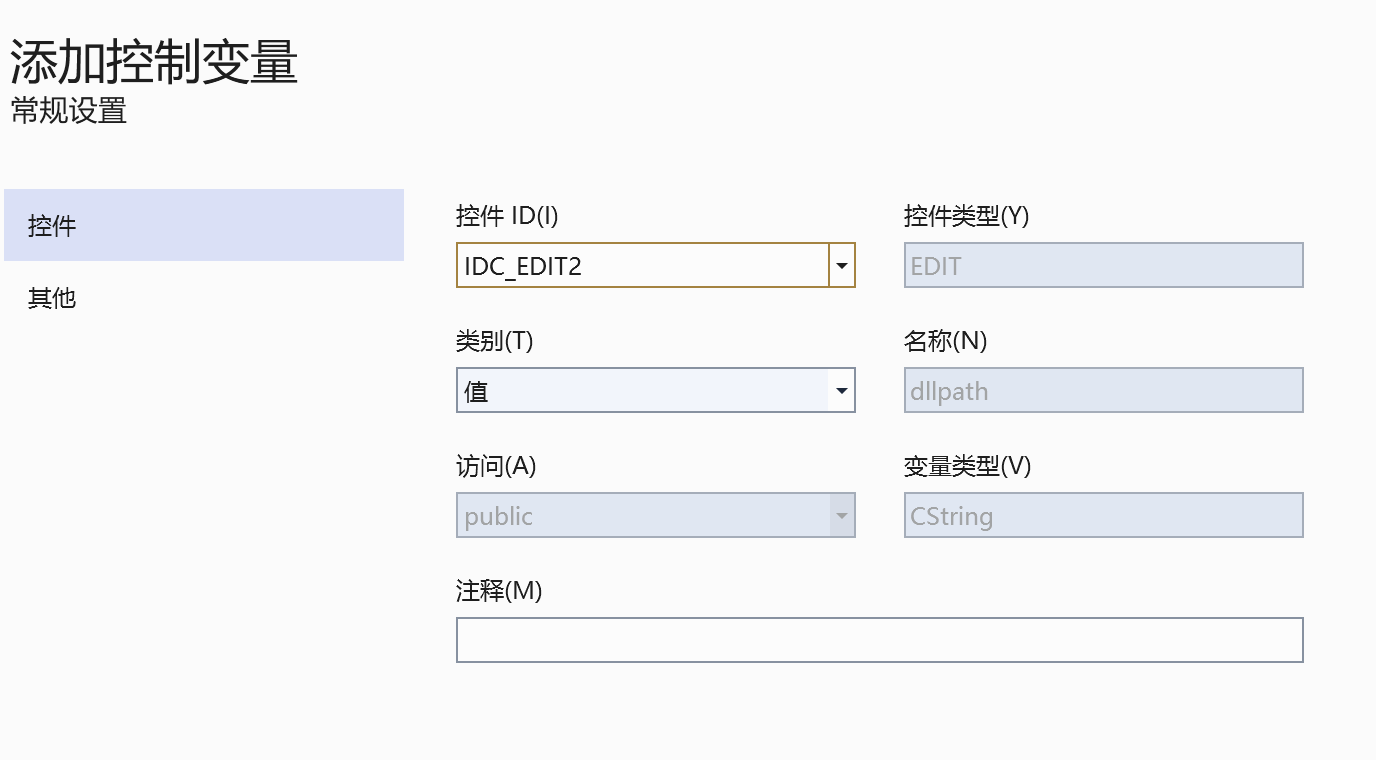 添加控制变量
常规设置
控件
其他
控件 ID(I)
控件类型(Y)
IDC_EDIT2
EDIT
类别(T)
名称(N)
值
dllpath
访问(A)
变量类型(V)
public
CString
注释(M)